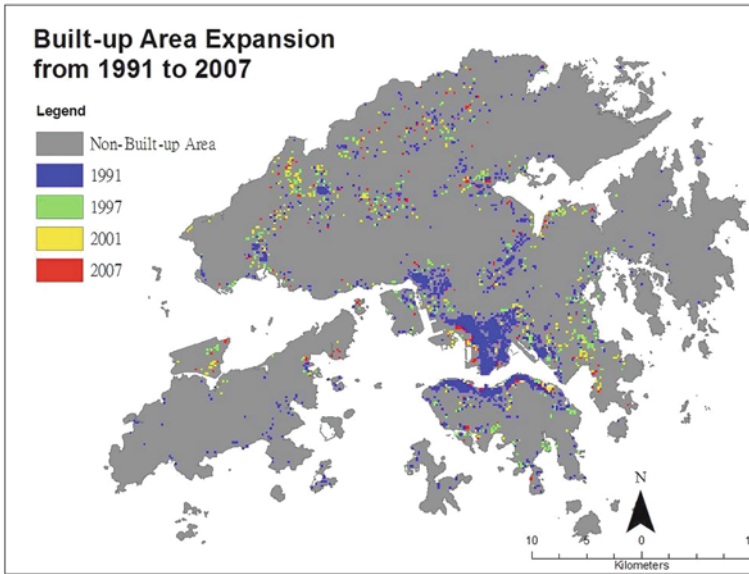 Built-up Area Expansion
from 1991 to 2007
Legend
Non-Built-up Area
1991
1997
2001
2007
N
10 5 0 1
Kilometers